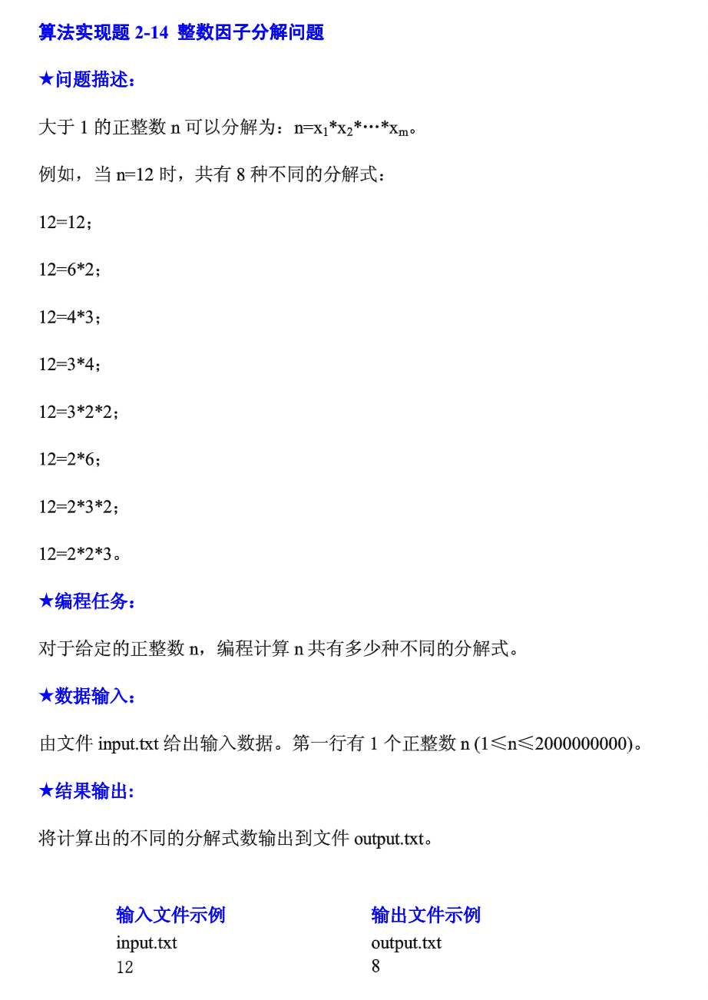 算法实现题 2-14 整数因子分解问题
★问题描述：
大于 1 的正整数 n 可以分解为：n=x₁*x₂*…*xₘ。
例如，当 n=12 时，共有 8 种不同的分解式：
12=12；
12=6*2；
12=4*3；
12=3*4；
12=3*2*2；
12=2*6；
12=2*3*2；
12=2*2*3。
★编程任务：
对于给定的正整数 n，编程计算 n 共有多少种不同的分解式。
★数据输入：
由文件 input.txt 给出输入数据。第一行有 1 个正整数 n (1≤n≤2000000000)。
★结果输出:
将计算出的不同的分解式数输出到文件 output.txt。
输入文件示例 输出文件示例
input.txt output.txt
12 8